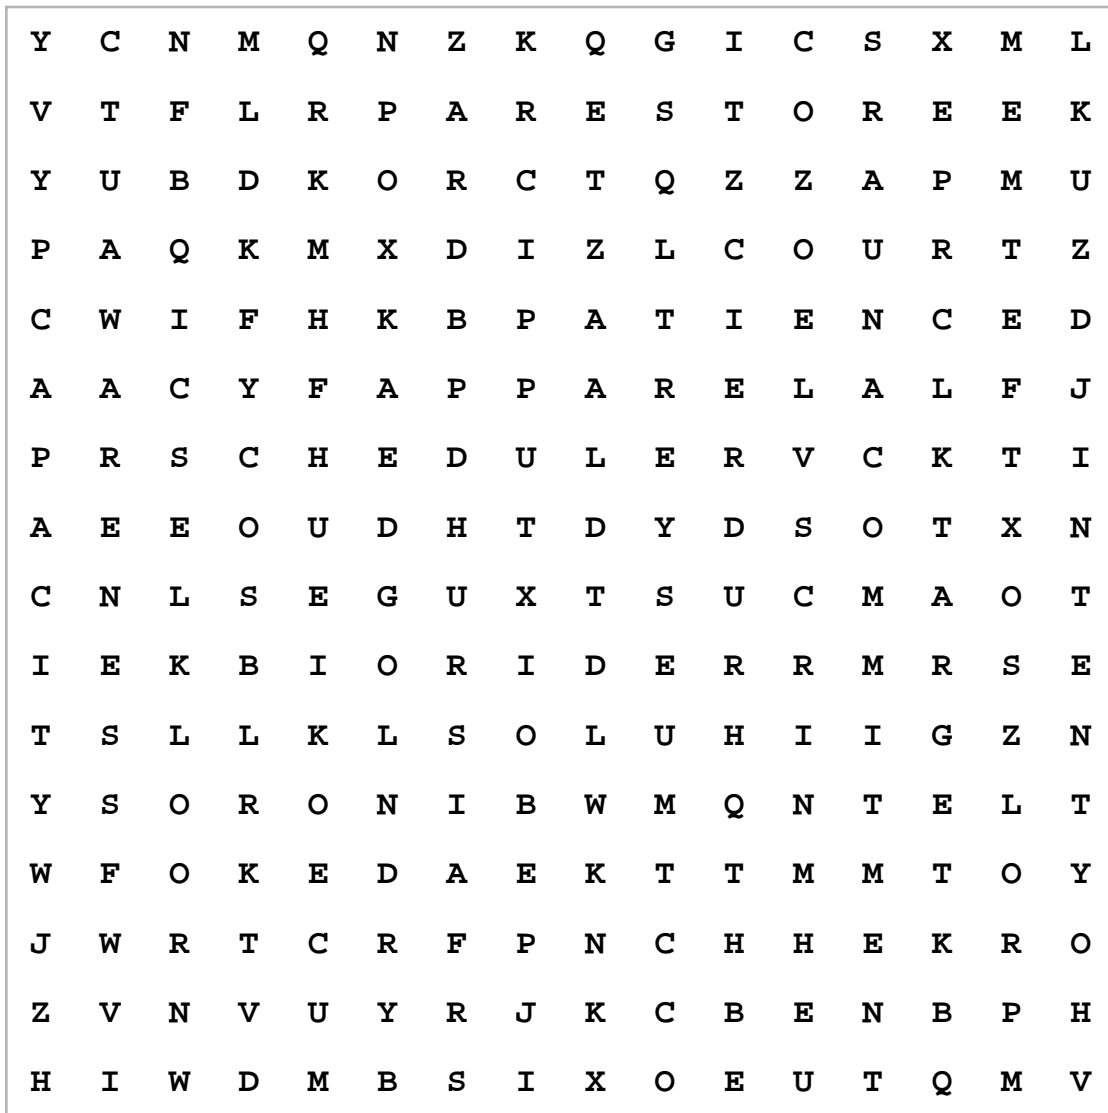 Y C N M Q N Z K Q G I C S X M L
V T F L R P A R E S T O R E E K
Y U B D K O R C T Q Z Z A P M U
P A Q K M X D I Z L C O U R T Z
C W I F H K B P A T I E N C E D
A A C Y F A P P A R E L A L F J
P R S C H E D U L E R V C K T I
A E E O U D H T D Y D S O T X N
C N L S E G U X T S U C M A O T
I E K B I O R I D E R R M R S E
T S L L K L S O L U H I I G Z N
Y S O R O N I B W M Q N T E L T
W F O K E D A E K T T M M T O Y
J W R T C R F P N C H H E K R O
Z V N V U Y R J K C B E N B P H
H I W D M B S I X O E U T Q M V